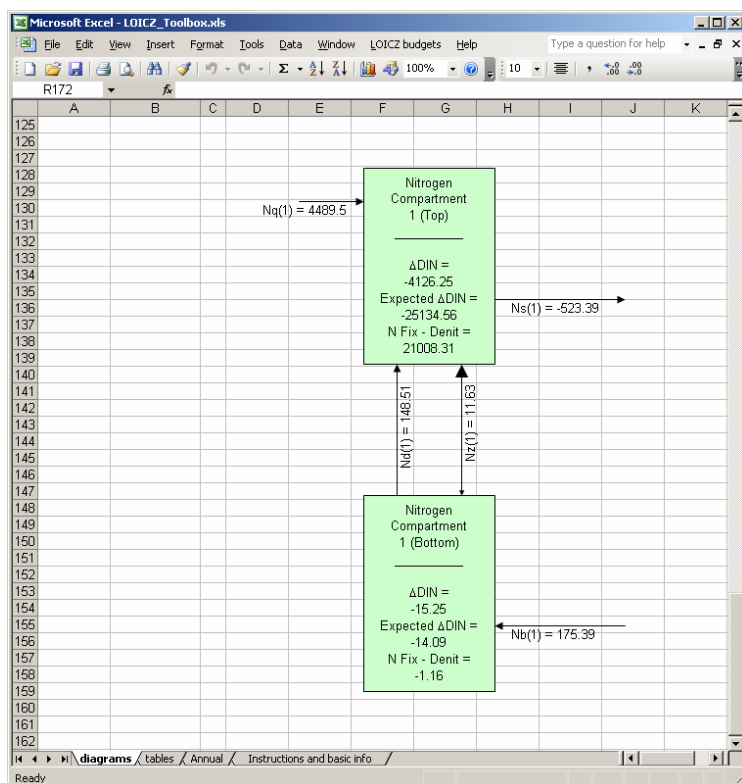 Microsoft Excel - LOICZ_Toolbox.xls
File Edit View Insert Format Tools Data Window LOICZ budgets Help Type a question for help
100% 10
R172 fx
A B C D E F G H I J K
125
126
127
128
129
130
131
132
133
134
135
136
137
138
139
140
141
142
143
144
145
146
147
148
149
150
151
152
153
154
155
156
157
158
159
160
161
162
Nitrogen
Compartment
1 (Top)
Nq(1) = 4489.5
ΔDIN =
-4126.25
Expected ΔDIN =
-25134.56
N Fix - Denit =
21008.31
Ns(1) = -523.39
Nd(1) = 148.51
Nz(1) = 11.63
Nitrogen
Compartment
1 (Bottom)
ΔDIN =
-15.25
Expected ΔDIN =
-14.09
N Fix - Denit =
-1.16
Nb(1) = 175.39
diagrams / tables / Annual / Instructions and basic info /
Ready